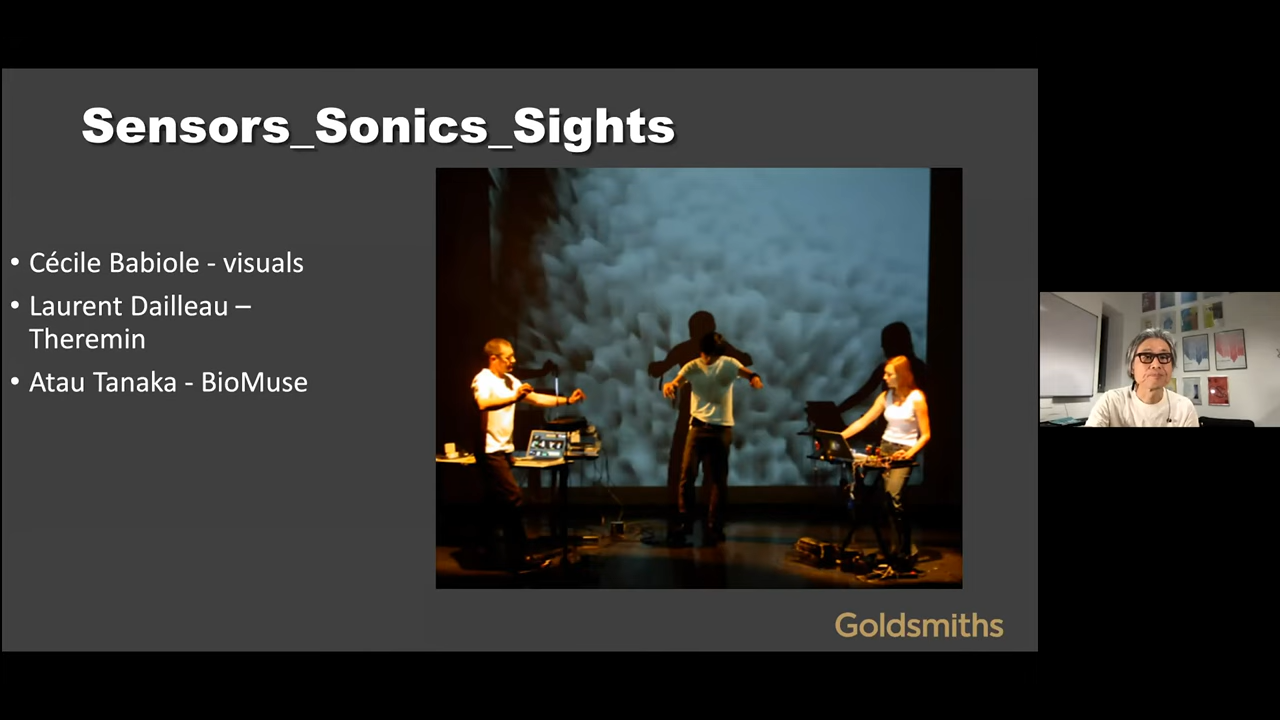 Sensors_Sonics_Sights
• Cécile Babiole - visuals
• Laurent Dailleau –
Theremin
• Atau Tanaka - BioMuse
Goldsmiths